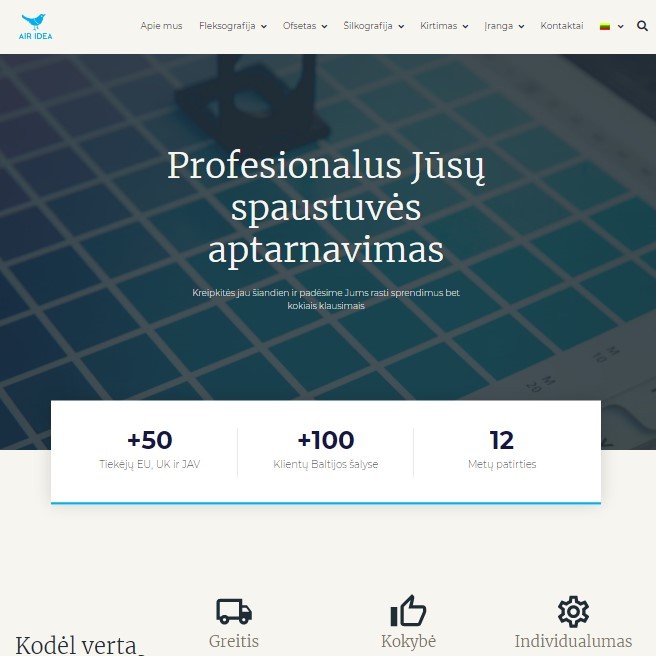 AIR IDEA
Apie mus Fleksografija Ofsetas Šilkografija Kirtimas Įranga Kontaktai
Profesionalus Jūsų
spaustuvės
aptarnavimas
Kreipkitės jau šiandien ir padėsime Jums rasti sprendimus bet
kokiais klausimais
M
10
M
20
+50 +100 12
Tiekėjų EU, UK ir JAV Klientų Baltijos šalyse Metų patirties
Greitis Kokybė Individualumas
Kodėl verta